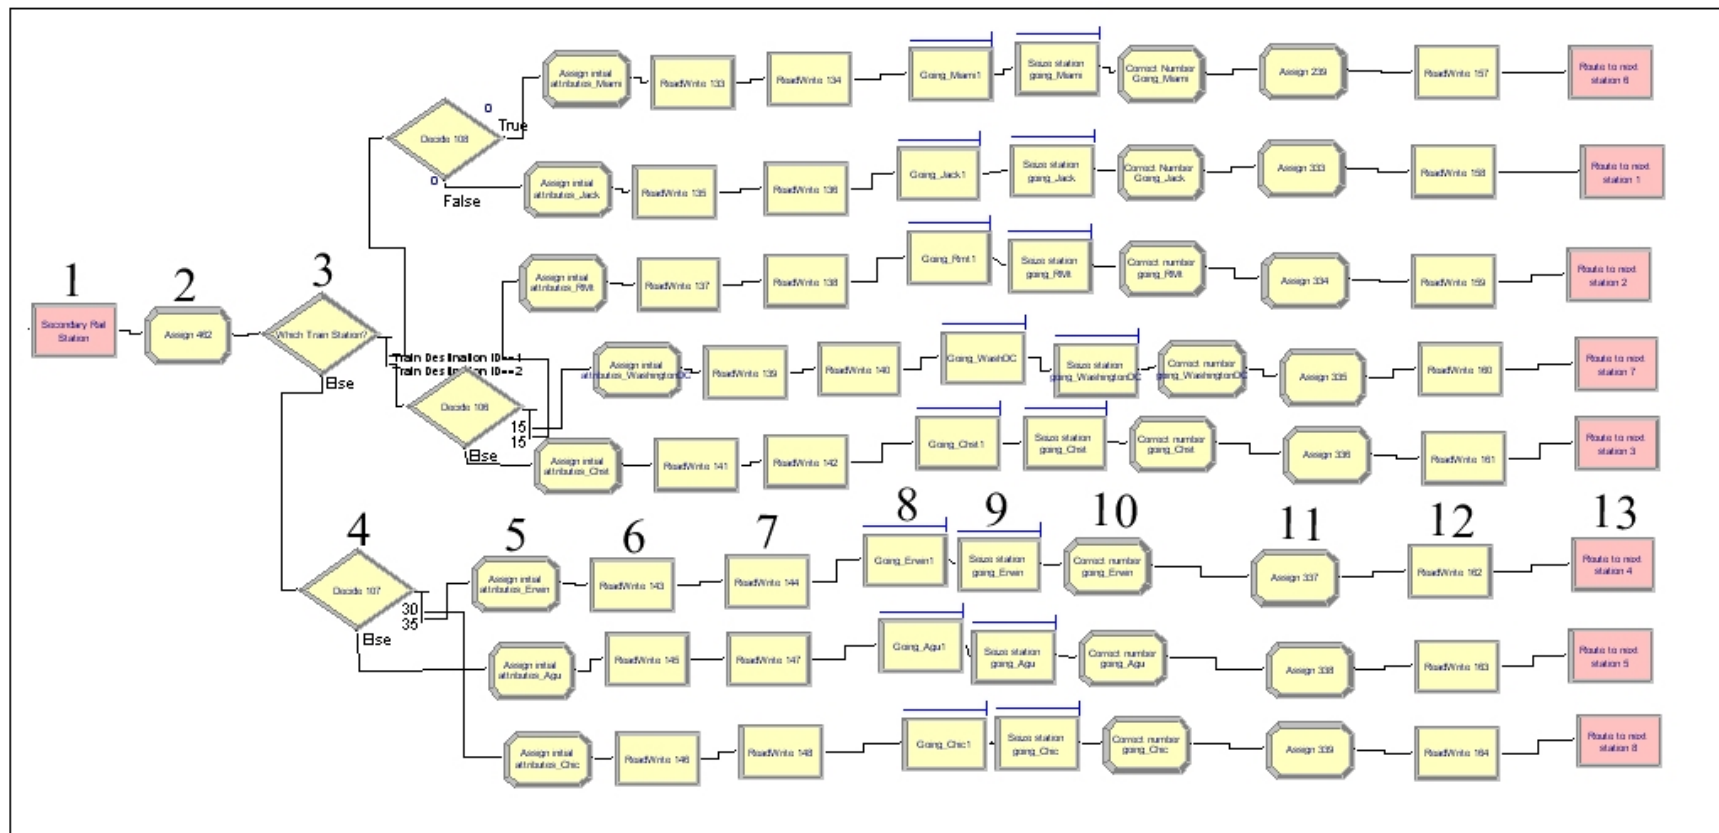 Assign initial
attributes_Miami
ReadWrite 133
ReadWrite 134
Going_Miami1
Seize station
going_Miami
Correct Number
Going_Miami
Assign 239
ReadWrite 157
Route to next
station 6
0
True
Decide 108
0
False
Assign initial
attributes_Jack
ReadWrite 135
ReadWrite 136
Going_Jack1
Seize station
going_Jack
Correct Number
Going_Jack
Assign 333
ReadWrite 158
Route to next
station 1
Assign initial
attributes_RMt
ReadWrite 137
ReadWrite 138
Going_Rmt1
Seize station
going_RMt
Correct number
going_RMt
Assign 334
ReadWrite 159
Route to next
station 2
1
2
3
Secondary Rail
Station
Assign 462
Which Train Station?
Train Destination ID==1
Train Destination ID==2
Else
Assign initial
attributes_WashingtonDC
ReadWrite 139
ReadWrite 140
Going_WashDC
Seize station
going_WashingtonDC
Correct number
going_WashingtonDC
Assign 335
ReadWrite 160
Route to next
station 7
Decide 106
15
15
Else
Assign initial
attributes_Chst
ReadWrite 141
ReadWrite 142
Going_Chst1
Seize station
going_Chst
Correct number
going_Chst
Assign 336
ReadWrite 161
Route to next
station 3
4
5
6
7
8
9
10
11
12
13
Decide 107
30
35
Else
Assign initial
attributes_Erwin
ReadWrite 143
ReadWrite 144
Going_Erwin1
Seize station
going_Erwin
Correct number
going_Erwin
Assign 337
ReadWrite 162
Route to next
station 4
Assign initial
attributes_Agu
ReadWrite 145
ReadWrite 147
Going_Agu1
Seize station
going_Agu
Correct number
going_Agu
Assign 338
ReadWrite 163
Route to next
station 5
Assign initial
attributes_Chic
ReadWrite 146
ReadWrite 148
Going_Chic1
Seize station
going_Chic
Correct number
going_Chic
Assign 339
ReadWrite 164
Route to next
station 8